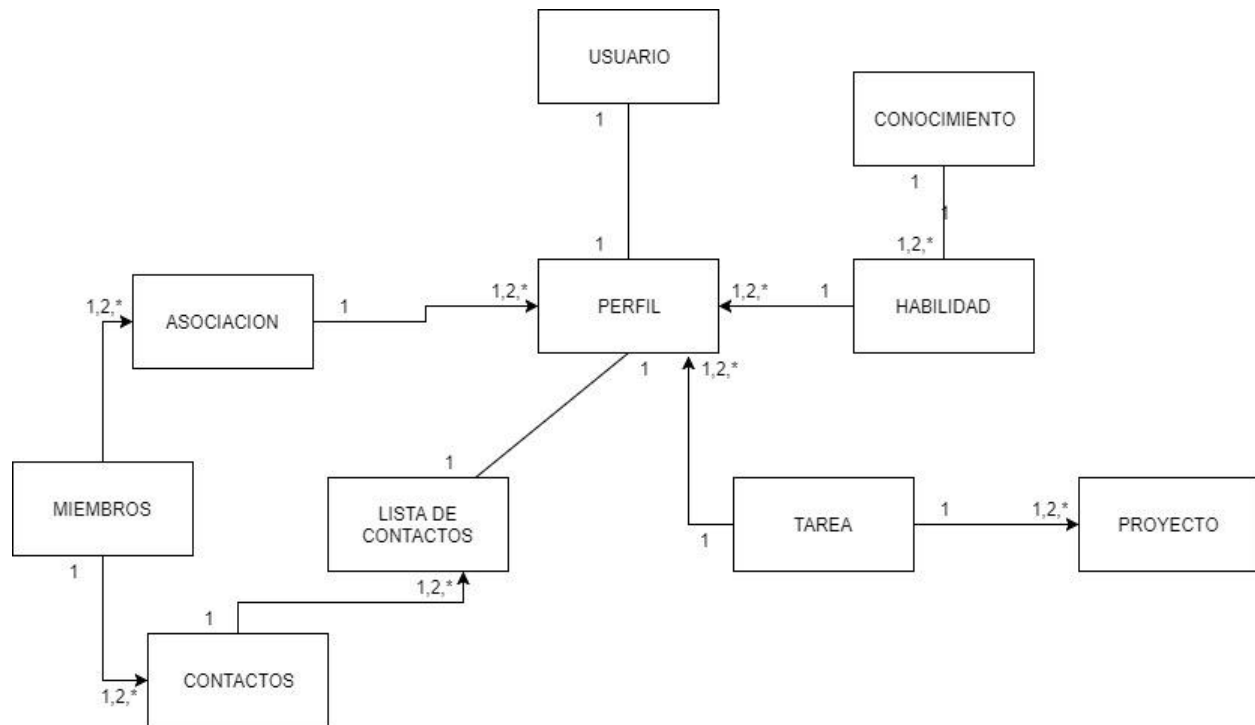 USUARIO
1
CONOCIMIENTO
1
1
1
1,2,*
1,2,*
ASOCIACION
1
1,2,*
PERFIL
1,2,*
1
HABILIDAD
1
1,2,*
1
MIEMBROS
LISTA DE
CONTACTOS
TAREA
1
1,2,*
PROYECTO
1
1
1,2,*
1
1,2,*
CONTACTOS